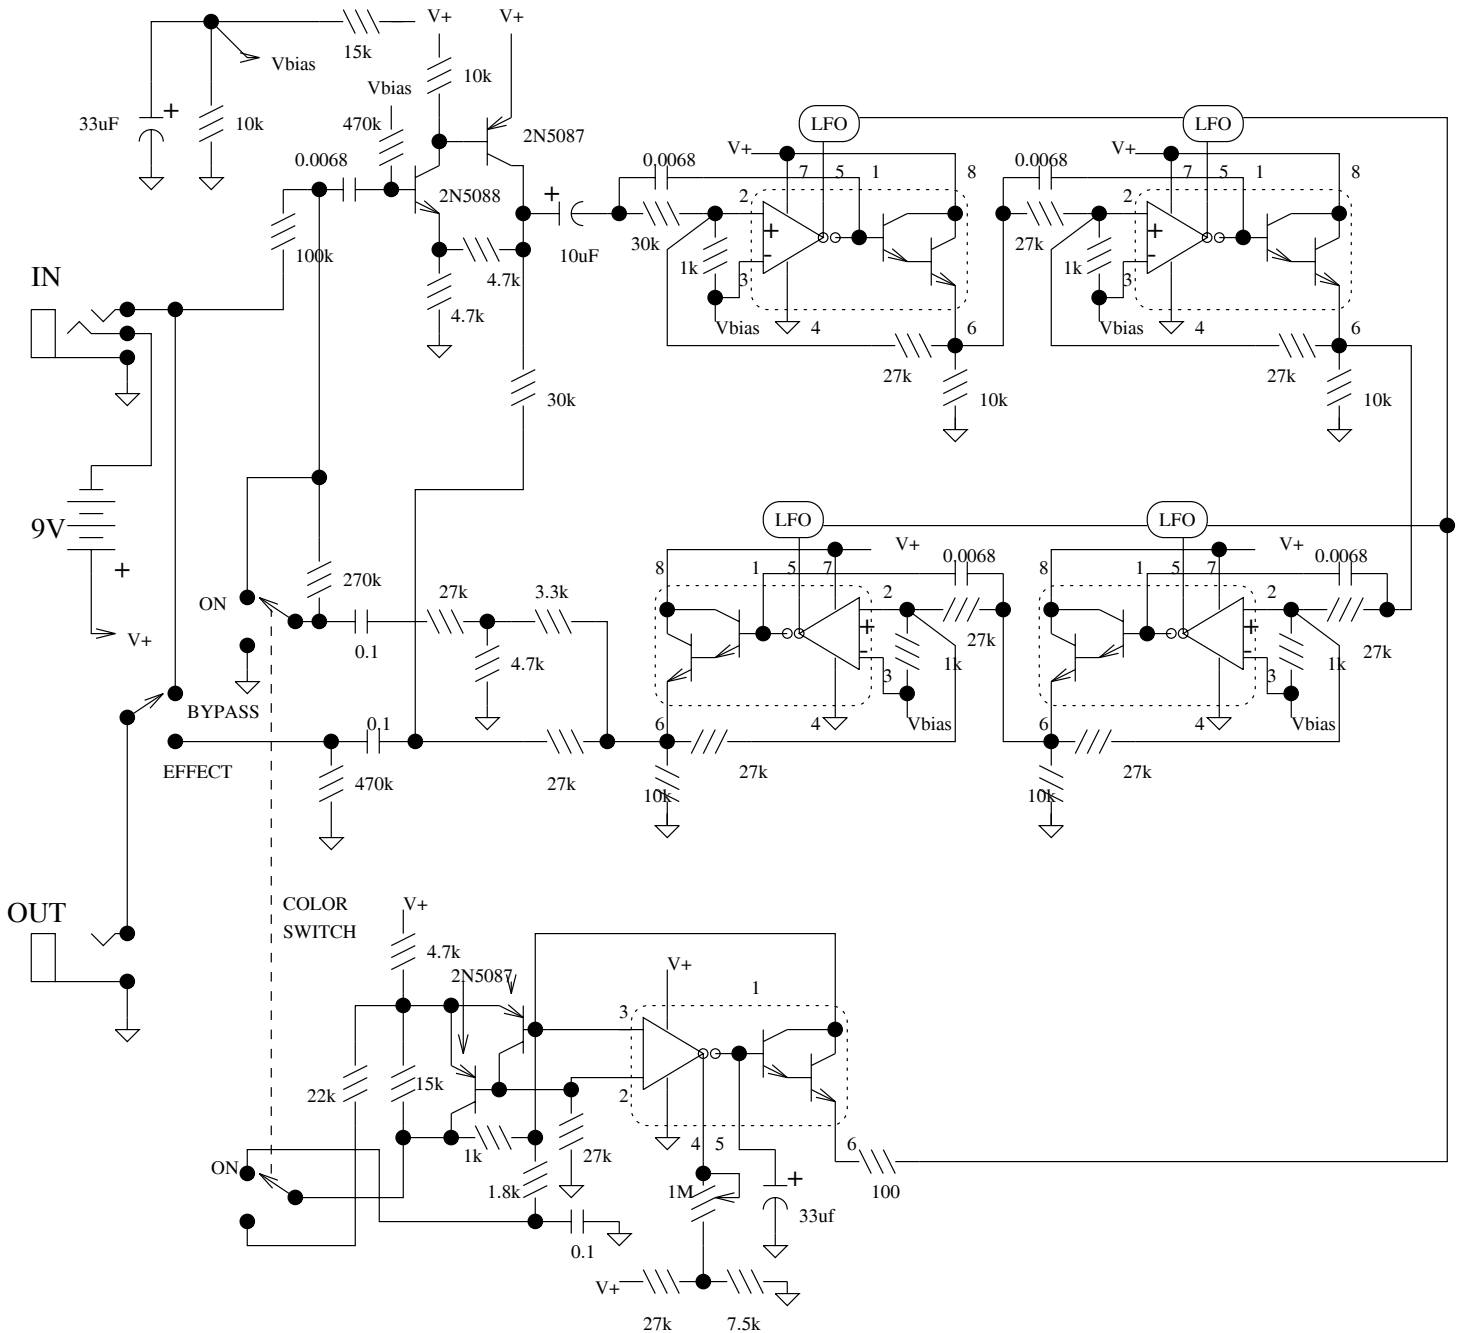 V+ V+
15k
Vbias
10k
Vbias
33uF + 10k 470k 2N5087
LFO LFO
V+ V+
0.0068 0.0068 0.0068
7 5 1 8 7 5 1 8
2N5088 + 2 2
+ +
- -
100k 10uF 30k 1k 3 27k 1k 3
4.7k
IN
4.7k Vbias 4 6 Vbias 4 6
27k 27k
30k 10k 10k
9V
+
LFO LFO
V+ V+
0.0068 0.0068
8 1 5 7 8 1 5 7
270k 27k 3.3k 2 2
ON
+ +
- -
V+ 0.1 4.7k 27k 27k
1k 1k
3 3
BYPASS
0.1 6 4 Vbias 6 4 Vbias
EFFECT
470k 27k 27k 27k
10k 10k
OUT
COLOR
SWITCH
V+
4.7k
2N5087 V+
1
3
22k 15k
2
ON 1k 27k 4 5 6
1.8k 1M + 100
33uf
0.1
V+
27k 7.5k